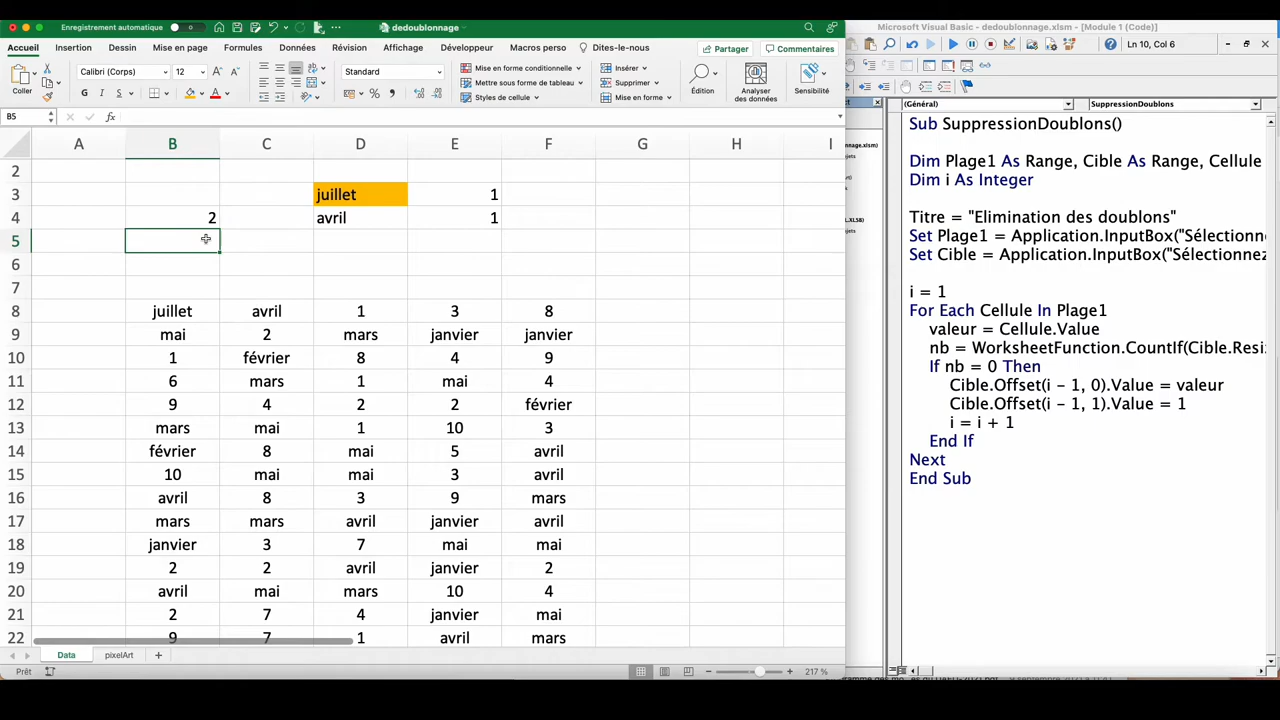 Enregistrement automatique
dedoublonnage
Accueil Insertion Dessin Mise en page Formules Données Révision Affichage Développeur Macros perso Dites-le-nous Partager Commentaires
Coller Calibri (Corps) 12 Standard Mise en forme conditionnelle Mettre sous forme de tableau Styles de cellule Insérer Supprimer Mise en forme Édition Analyser des données Sensibilité
B5 fx
A B C D E F G H I
2
3 juillet 1
4 2 avril 1
5
6
7
8 juillet avril 1 3 8
9 mai 2 mars janvier janvier
10 1 février 8 4 9
11 6 mars 1 mai 4
12 9 4 2 2 février
13 mars mai 1 10 3
14 février 8 mai 5 avril
15 10 mai mai 3 avril
16 avril 8 3 9 mars
17 mars mars avril janvier avril
18 janvier 3 7 mai mai
19 2 2 avril janvier 2
20 avril mai mars 10 4
21 2 7 4 janvier mai
22 9 7 1 avril mars
Data pixelArt +
Prêt 217 %
Microsoft Visual Basic - dedoublonnage.xlsm - [Module 1 (Code)]
Ln 10, Col 6
(Général) SuppressionDoublons
Sub SuppressionDoublons()
Dim Plage1 As Range, Cible As Range, Cellule
Dim i As Integer
Titre = "Elimination des doublons"
Set Plage1 = Application.InputBox("Sélectionne
Set Cible = Application.InputBox("Sélectionnez
i = 1
For Each Cellule In Plage1
valeur = Cellule.Value
nb = WorksheetFunction.CountIf(Cible.Resi
If nb = 0 Then
Cible.Offset(i - 1, 0).Value = valeur
Cible.Offset(i - 1, 1).Value = 1
i = i + 1
End If
Next
End Sub